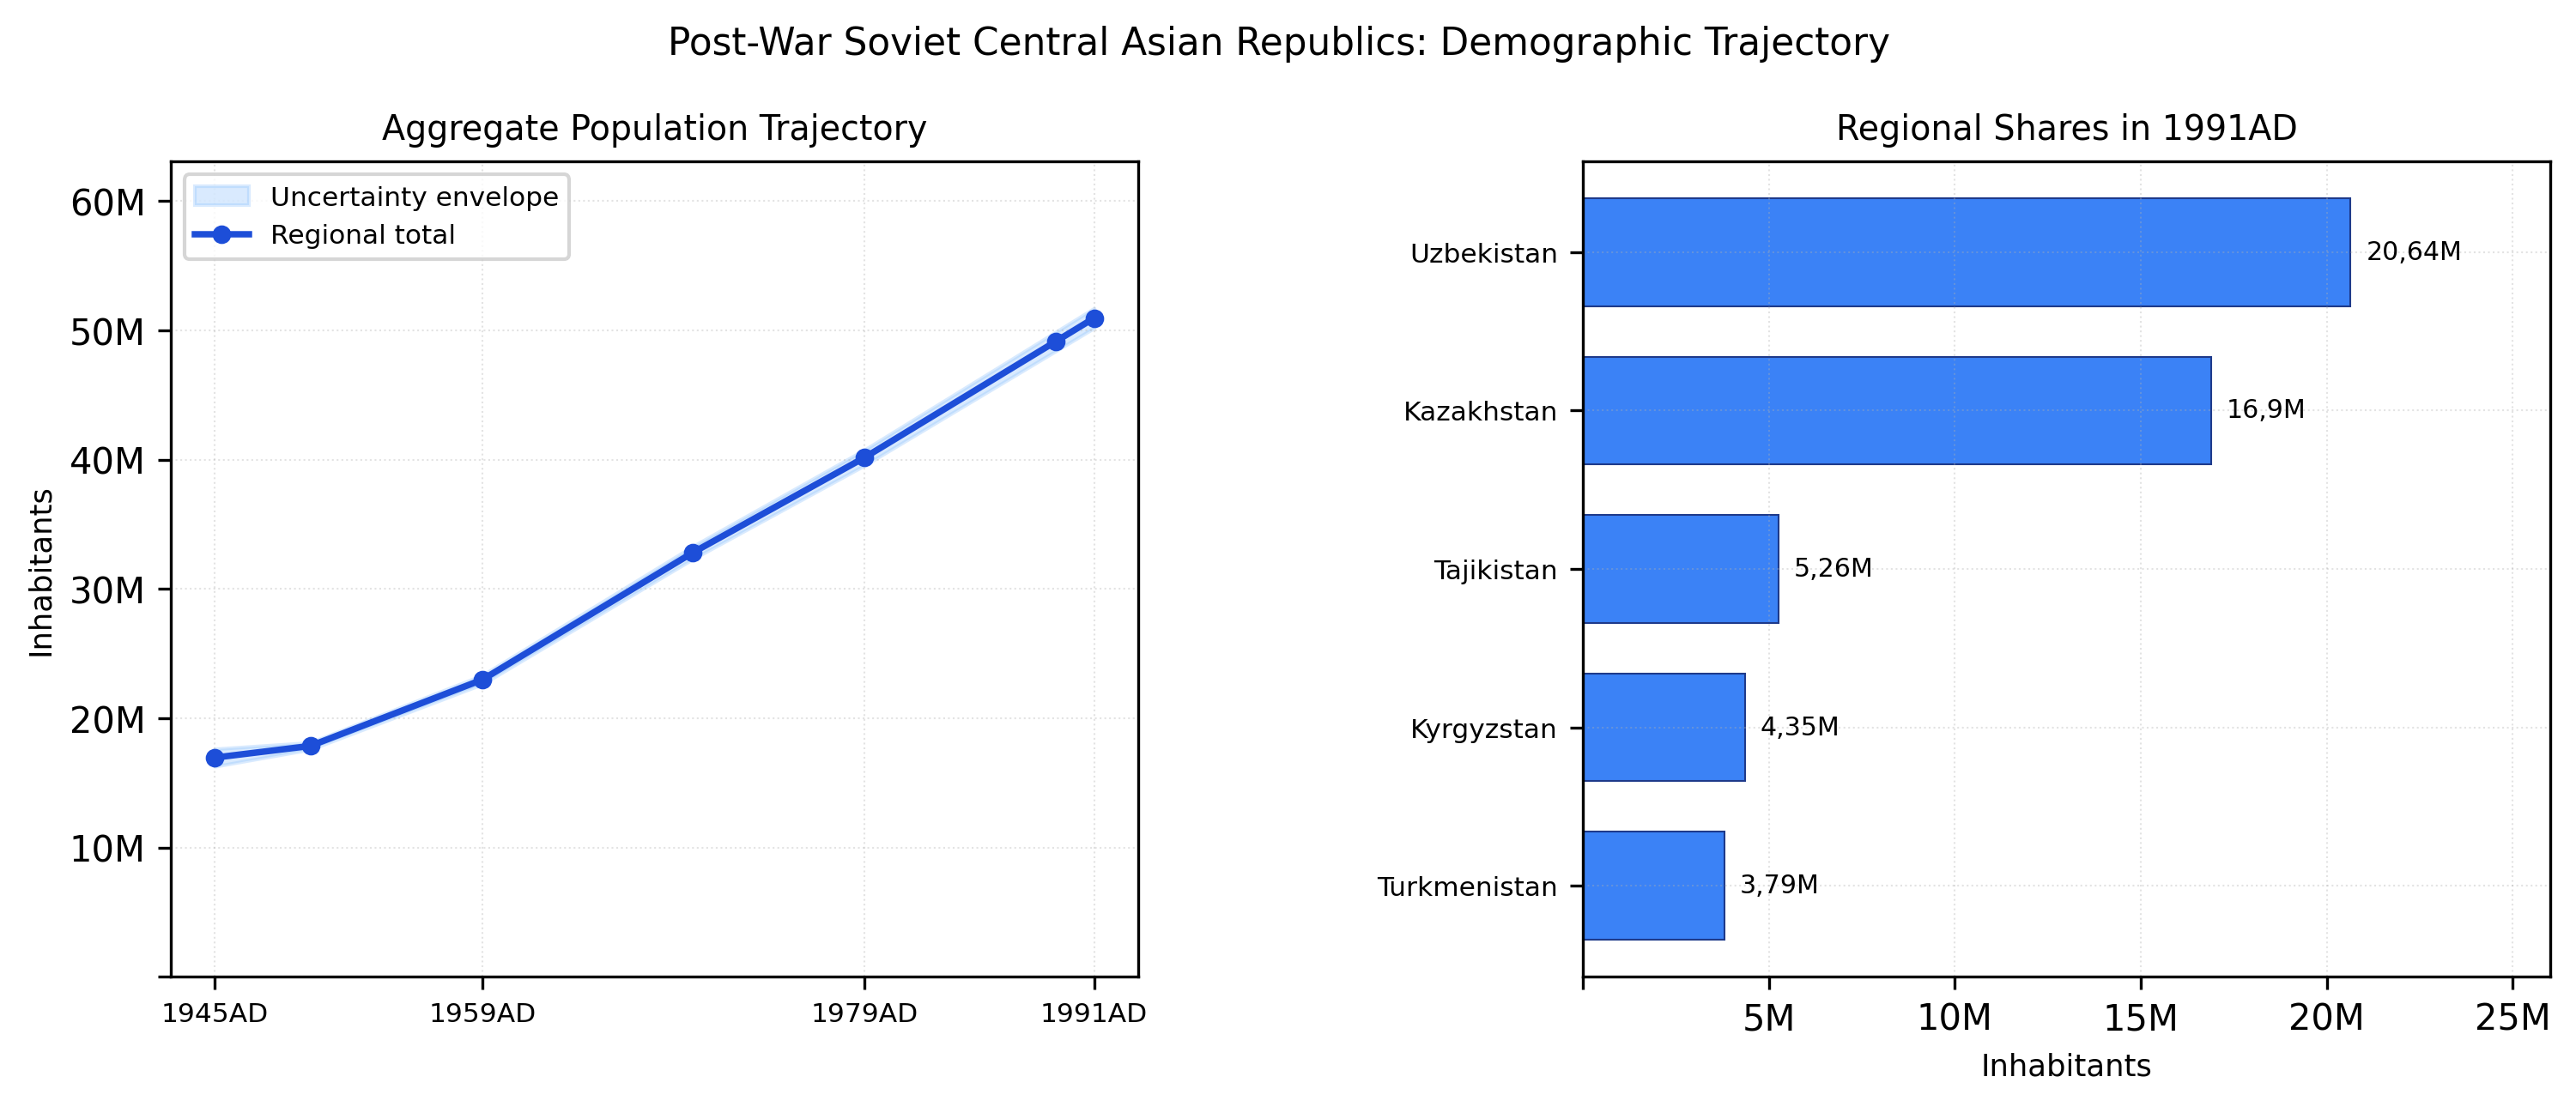 Post-War Soviet Central Asian Republics: Demographic Trajectory
Aggregate Population Trajectory
Uncertainty envelope
Regional total
60M
50M
40M
30M
20M
10M
Inhabitants
1945AD
1959AD
1979AD
1991AD
Regional Shares in 1991AD
Uzbekistan
20,64M
Kazakhstan
16,9M
Tajikistan
5,26M
Kyrgyzstan
4,35M
Turkmenistan
3,79M
5M
10M
15M
20M
25M
Inhabitants